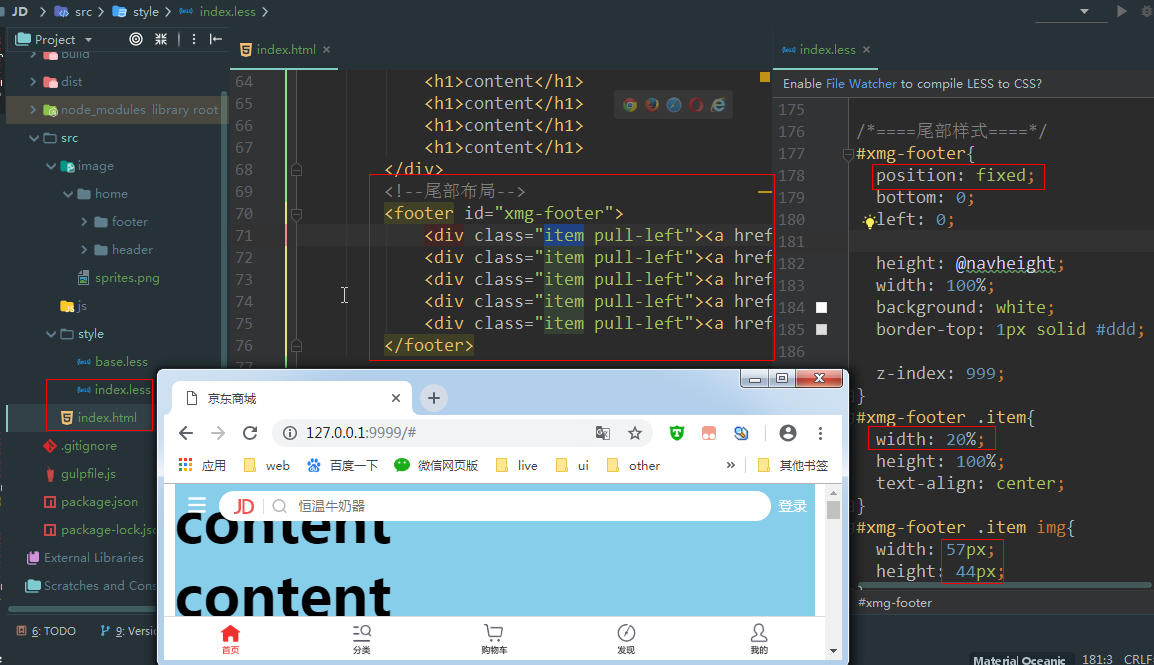 JD > src > style > index.less >
Project
build
dist
node_modules library root
src
image
home
footer
header
sprites.png
js
style
base.less
index.less
index.html
.gitignore
gulpfile.js
package.json
package-lock.jsc
External Libraries
Scratches and Cons
6: TODO
9: Versic
index.html ×
64 <h1>content</h1>
65 <h1>content</h1>
66 <h1>content</h1>
67 <h1>content</h1>
68 </div>
69 <!--尾部布局-->
70 <footer id="xmg-footer">
71 <div class="item pull-left"><a href
72 <div class="item pull-left"><a href
73 <div class="item pull-left"><a href
74 <div class="item pull-left"><a href
75 <div class="item pull-left"><a href
76 </footer>
77
index.less ×
Enable File Watcher to compile LESS to CSS?
175
176 /*====尾部样式====*/
177 #xmg-footer{
178 position: fixed;
179 bottom: 0;
180 left: 0;
181
182 height: @navheight;
183 width: 100%;
184 background: white;
185 border-top: 1px solid #ddd;
186
z-index: 999;
}
#xmg-footer .item{
width: 20%;
height: 100%;
text-align: center;
}
#xmg-footer .item img{
width: 57px;
height: 44px;
#xmg-footer
Material Oceanic 181:3 CRLF
京东商城
127.0.0.1:9999/#
应用 web 百度一下 微信网页版 live ui other » 其他书签
JD 恒温牛奶器 登录
content
content
首页 分类 购物车 发现 我的